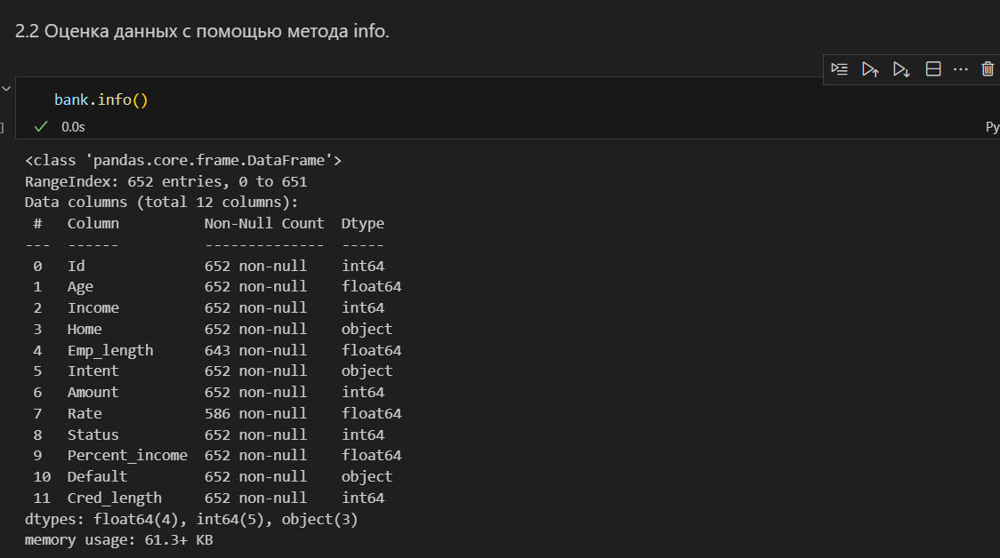 2.2 Оценка данных с помощью метода info.
bank.info()
0.0s
Py
<class 'pandas.core.frame.DataFrame'>
RangeIndex: 652 entries, 0 to 651
Data columns (total 12 columns):
 #   Column          Non-Null Count  Dtype
---  ------          --------------  -----
 0   Id              652 non-null    int64
 1   Age             652 non-null    float64
 2   Income          652 non-null    int64
 3   Home            652 non-null    object
 4   Emp_length      643 non-null    float64
 5   Intent          652 non-null    object
 6   Amount          652 non-null    int64
 7   Rate            586 non-null    float64
 8   Status          652 non-null    int64
 9   Percent_income  652 non-null    float64
 10  Default         652 non-null    object
 11  Cred_length     652 non-null    int64
dtypes: float64(4), int64(5), object(3)
memory usage: 61.3+ KB